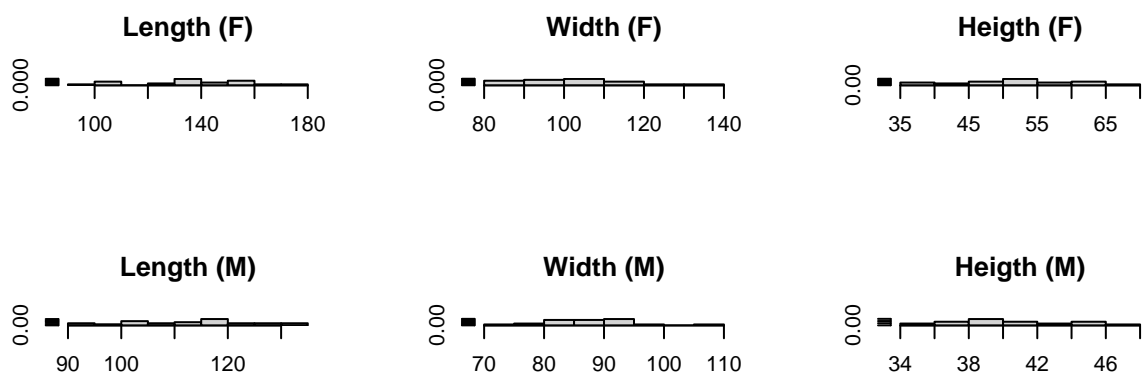 Length (F)
0.000
100 140 180
Width (F)
0.000
80 100 120 140
Heigth (F)
0.00
35 45 55 65
Length (M)
0.00
90 100 120
Width (M)
0.00
70 80 90 100 110
Heigth (M)
0.00
34 38 42 46